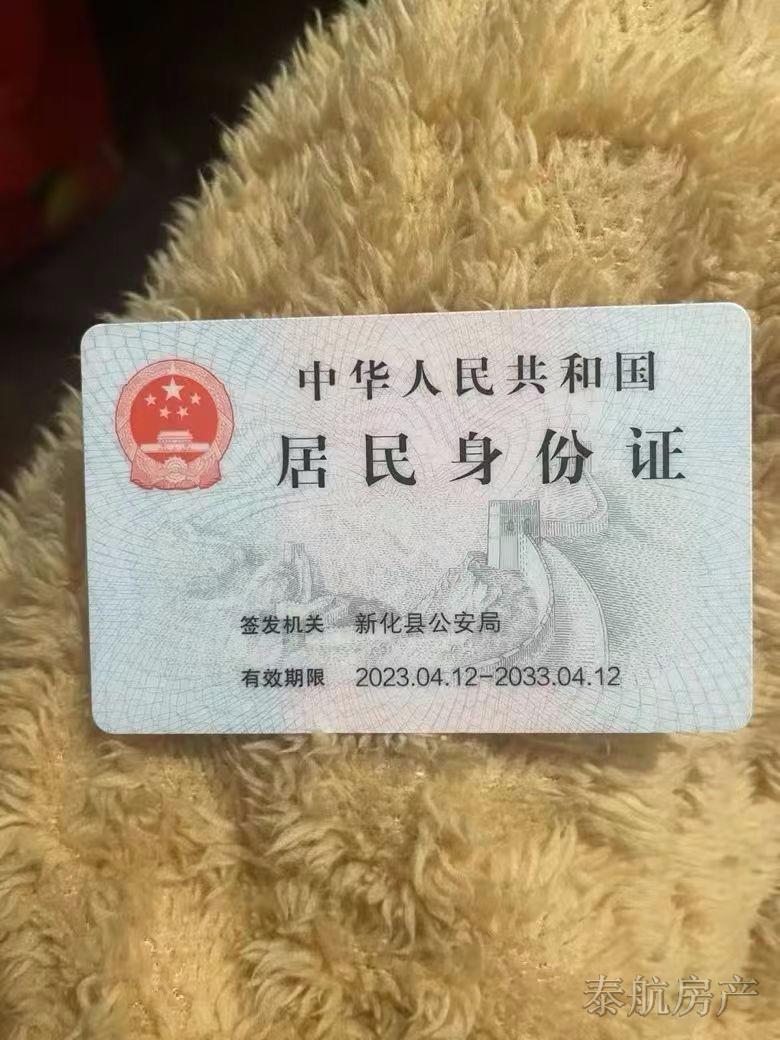 中华人民共和国
居民身份证
签发机关 新化县公安局
有效期限 2023.04.12-2033.04.12
泰航房产